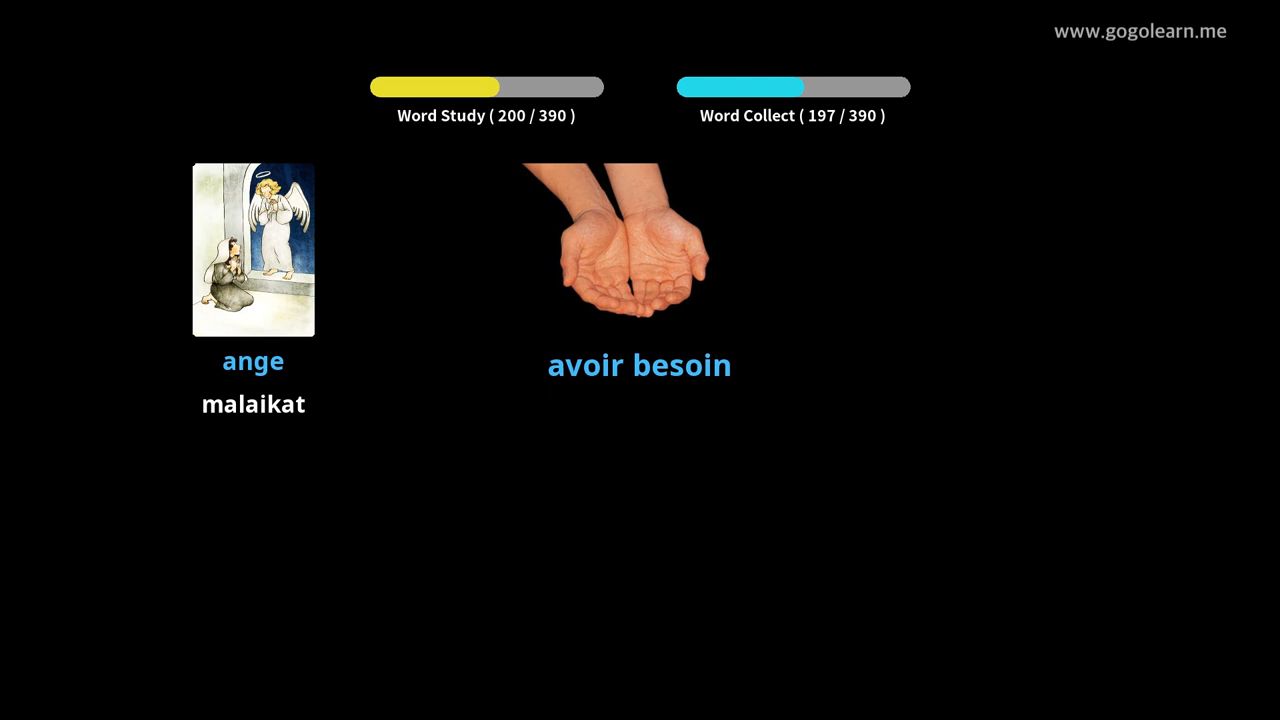 www.gogolearn.me
Word Study ( 200 / 390 )
Word Collect ( 197 / 390 )
ange
malaikat
avoir besoin